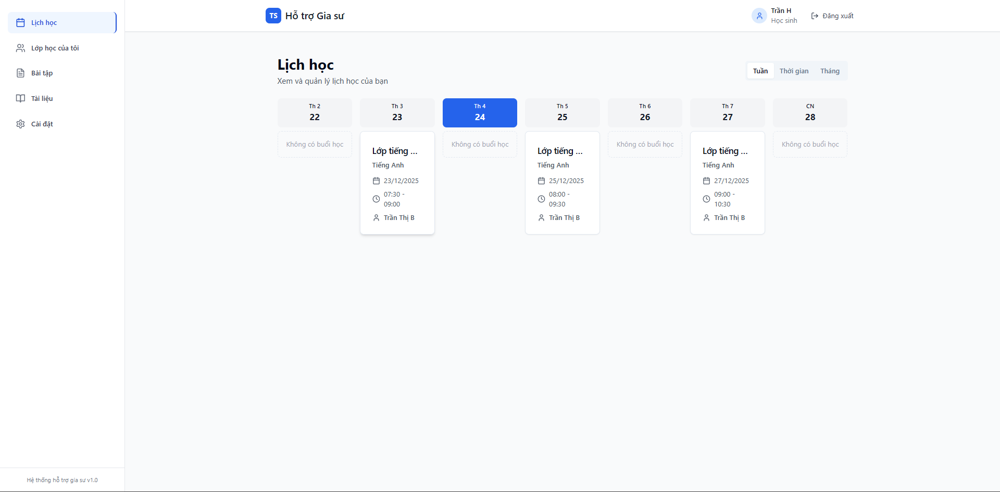 Lịch học
Lớp học của tôi
Bài tập
Tài liệu
Cài đặt
Hệ thống hỗ trợ gia sư v1.0
TS Hỗ trợ Gia sư
Trần H
Học sinh
Đăng xuất
Lịch học
Xem và quản lý lịch học của bạn
Tuần Thời gian Tháng
Th 2
22
Không có buổi học
Th 3
23
Lớp tiếng ...
Tiếng Anh
23/12/2025
07:30 -
09:00
Trần Thị B
Th 4
24
Không có buổi học
Th 5
25
Lớp tiếng ...
Tiếng Anh
25/12/2025
08:00 -
09:30
Trần Thị B
Th 6
26
Không có buổi học
Th 7
27
Lớp tiếng ...
Tiếng Anh
27/12/2025
09:00 -
10:30
Trần Thị B
CN
28
Không có buổi học